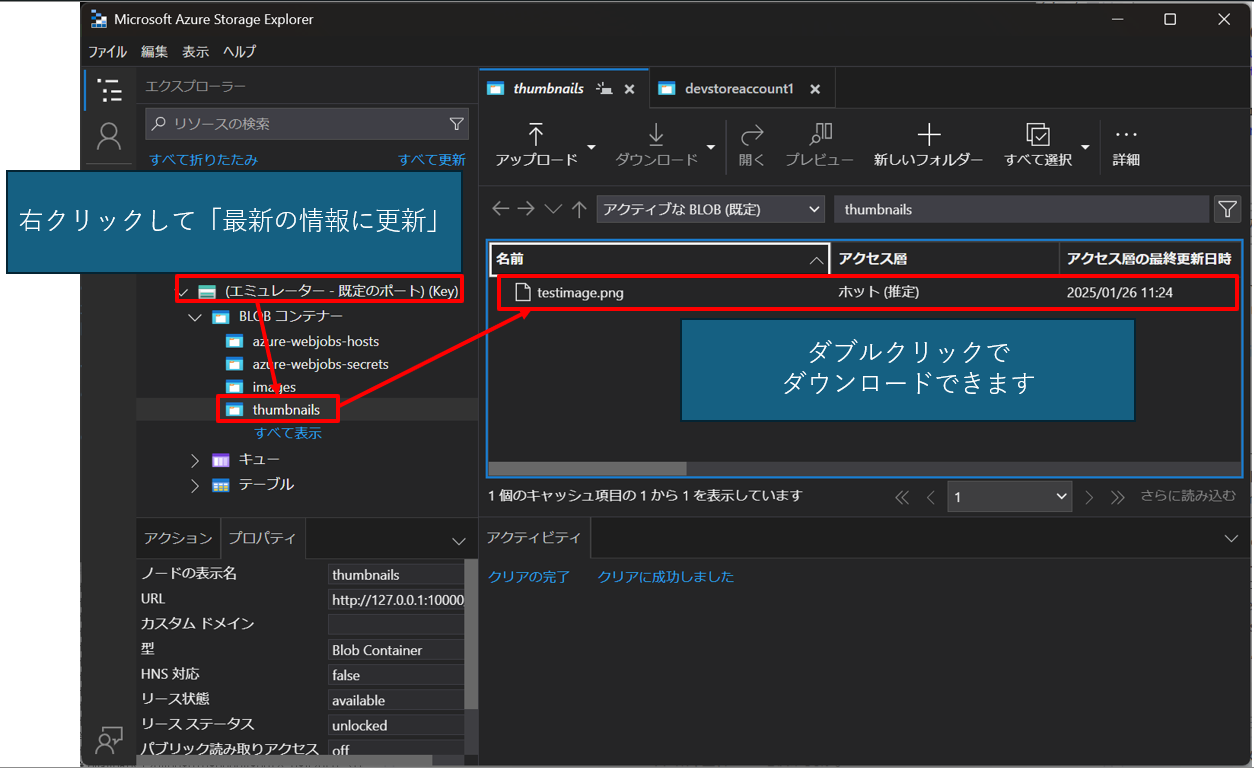 Microsoft Azure Storage Explorer
ファイル 編集 表示 ヘルプ
エクスプローラー
リソースの検索
すべて折りたたみ すべて更新
右クリックして「最新の情報に更新」
(エミュレーター - 既定のポート) (Key)
BLOB コンテナー
azure-webjobs-hosts
azure-webjobs-secrets
images
thumbnails
すべて表示
キュー
テーブル
アクション プロパティ
ノードの表示名 thumbnails
URL http://127.0.0.1:10000
カスタム ドメイン
型 Blob Container
HNS 対応 false
リース状態 available
リース ステータス unlocked
パブリック読み取りアクセス off
thumbnails devstoreaccount1
アップロード ダウンロード 開く プレビュー 新しいフォルダー すべて選択 詳細
アクティブな BLOB (既定) thumbnails
名前 アクセス層 アクセス層の最終更新日時
testimage.png ホット (推定) 2025/01/26 11:24
ダブルクリックで
ダウンロードできます
1 個のキャッシュ項目の 1 から 1 を表示しています 1 さらに読み込む
アクティビティ
クリアの完了 クリアに成功しました